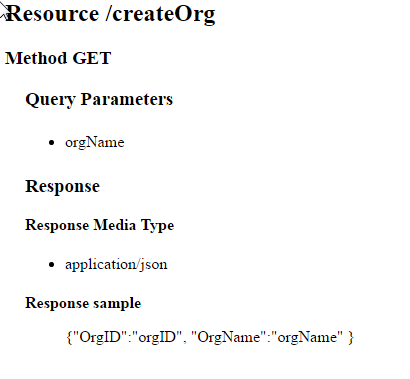 Resource /createOrg
Method GET
Query Parameters
orgName
Response
Response Media Type
application/json
Response sample
{"OrgID":"orgID", "OrgName":"orgName" }